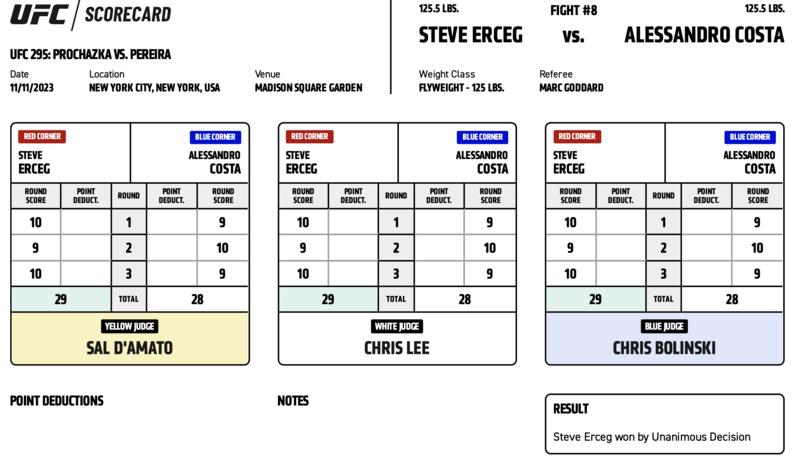 UFC SCORECARD
UFC 295: PROCHAZKA VS. PEREIRA
Date Location Venue
11/11/2023 NEW YORK CITY, NEW YORK, USA MADISON SQUARE GARDEN
125.5 LBS. FIGHT #8 125.5 LBS.
STEVE ERCEG vs. ALESSANDRO COSTA
Weight Class Referee
FLYWEIGHT - 125 LBS. MARC GODDARD
RED CORNER BLUE CORNER
STEVE ALESSANDRO
ERCEG COSTA
ROUND SCORE POINT DEDUCT. ROUND POINT DEDUCT. ROUND SCORE
10 1 9
9 2 10
10 3 9
29 TOTAL 28
YELLOW JUDGE
SAL D'AMATO
RED CORNER BLUE CORNER
STEVE ALESSANDRO
ERCEG COSTA
ROUND SCORE POINT DEDUCT. ROUND POINT DEDUCT. ROUND SCORE
10 1 9
9 2 10
10 3 9
29 TOTAL 28
WHITE JUDGE
CHRIS LEE
RED CORNER BLUE CORNER
STEVE ALESSANDRO
ERCEG COSTA
ROUND SCORE POINT DEDUCT. ROUND POINT DEDUCT. ROUND SCORE
10 1 9
9 2 10
10 3 9
29 TOTAL 28
BLUE JUDGE
CHRIS BOLINSKI
POINT DEDUCTIONS
NOTES
RESULT
Steve Erceg won by Unanimous Decision